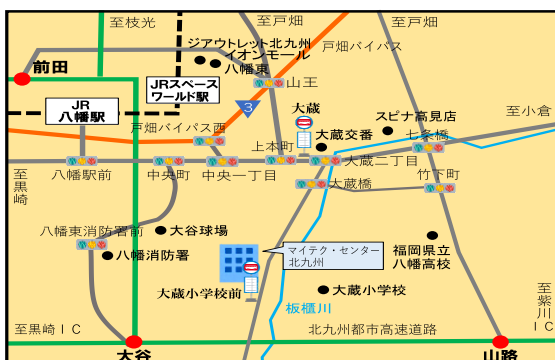 至枝光
至戸畑
至戸畑
ジアウトレット北九州
イオンモール
八幡東
戸畑バイパス
前田
JRスペース
ワールド駅
山王
3
JR
八幡駅
大蔵
スピナ高見店
至小倉
戸畑バイパス西
上本町
大蔵交番
七条橋
八幡駅前
中央町
中央一丁目
大蔵二丁目
至黒崎
大蔵橋
竹下町
八幡東消防署前
大谷球場
八幡消防署
マイテク・センター
北九州
福岡県立
八幡高校
大蔵小学校前
大蔵小学校
板櫃川
至黒崎IC
北九州都市高速道路
至紫川IC
大谷
山路